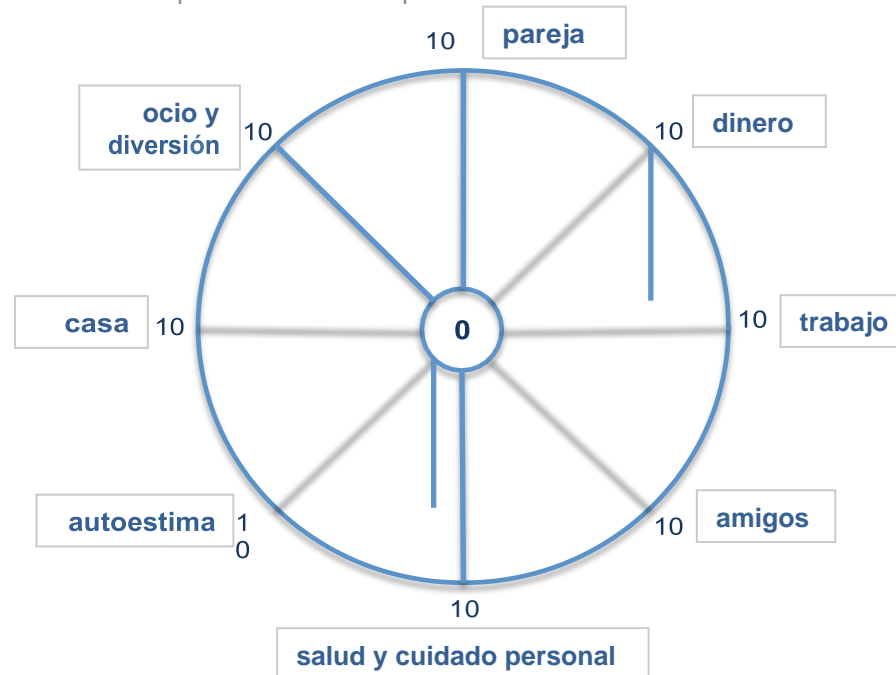 10
pareja
ocio y
diversión
10
10
dinero
casa
10
0
10
trabajo
autoestima
1
0
10
amigos
10
salud y cuidado personal